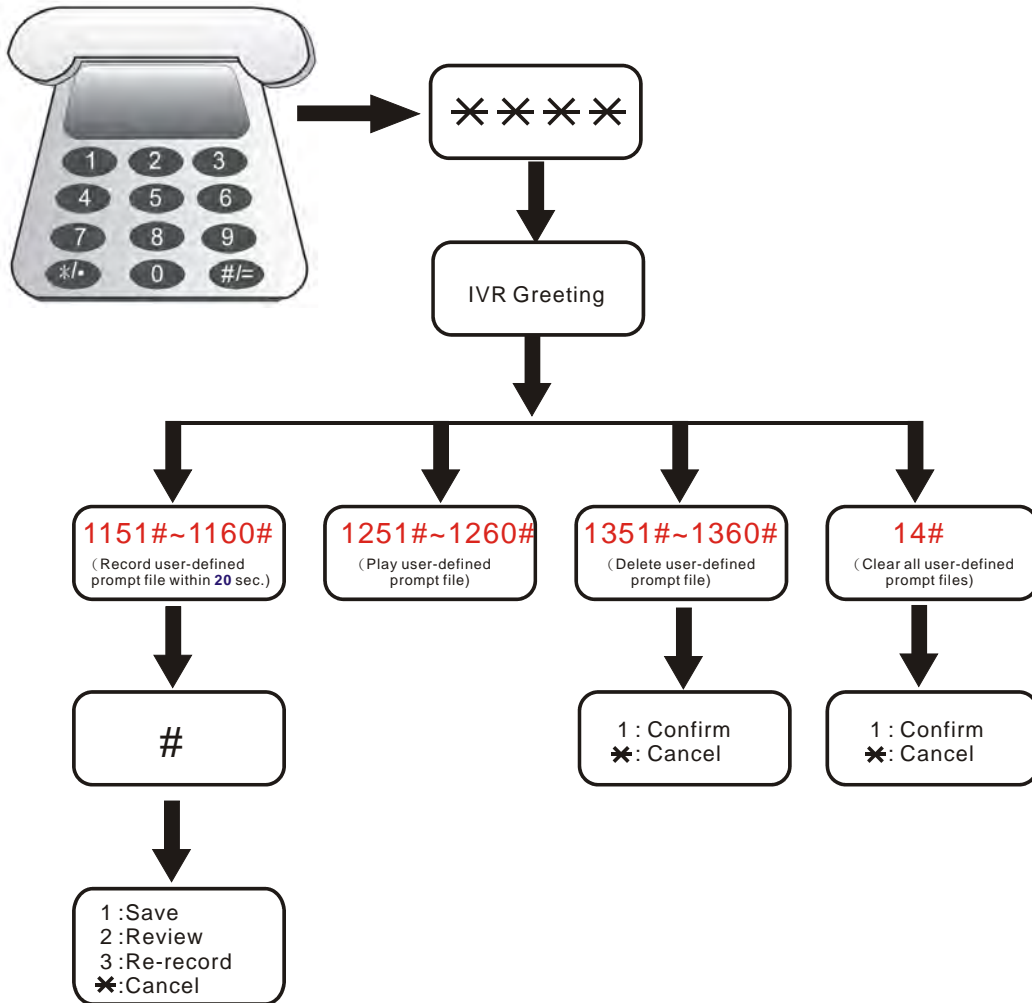 1 2 3
4 5 6
7 8 9
*/• 0 #/=
* * * *
IVR Greeting
1151#~1160#
(Record user-defined
prompt file within 20 sec.)
1251#~1260#
(Play user-defined
prompt file)
1351#~1360#
(Delete user-defined
prompt file)
14#
(Clear all user-defined
prompt files)
#
1 : Confirm
*: Cancel
1 : Confirm
*: Cancel
1 :Save
2 :Review
3 :Re-record
*:Cancel